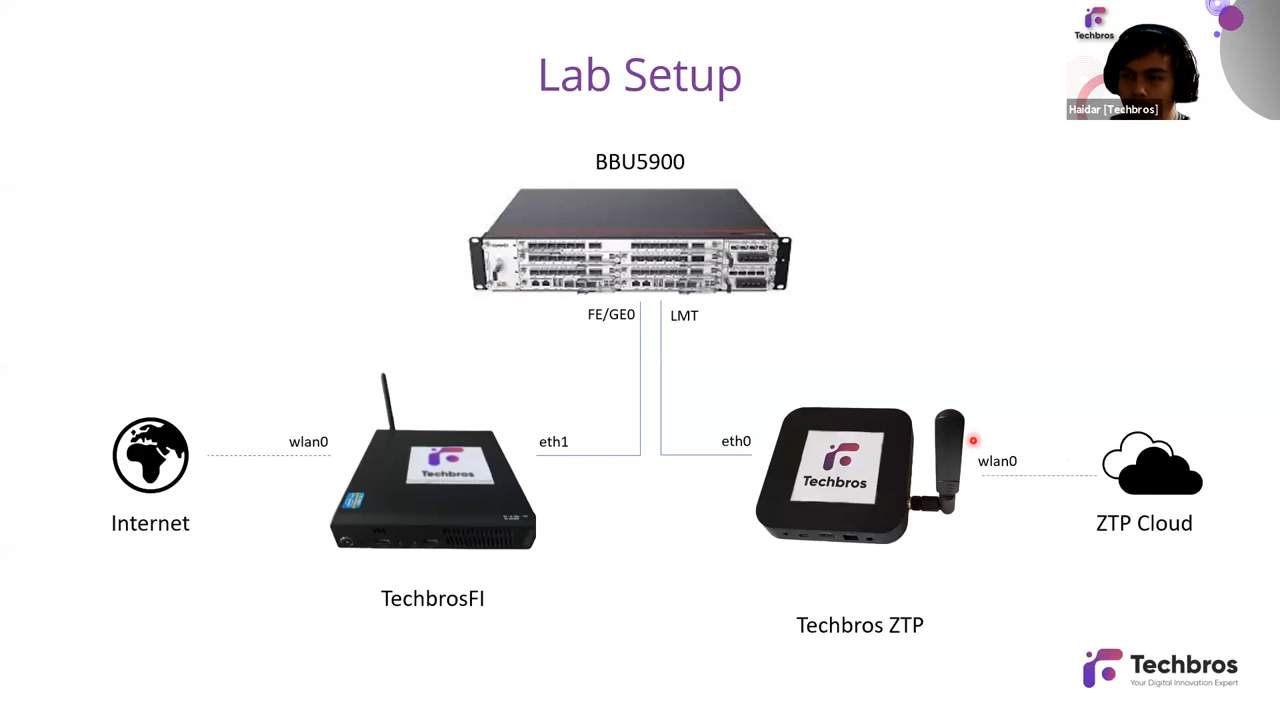 Techbros
Haidar [Techbros]
Lab Setup
BBU5900
FE/GE0
LMT
wlan0
eth1
eth0
wlan0
Techbros
Techbros
Internet
ZTP Cloud
TechbrosFI
Techbros ZTP
Techbros
Your Digital Innovation Expert